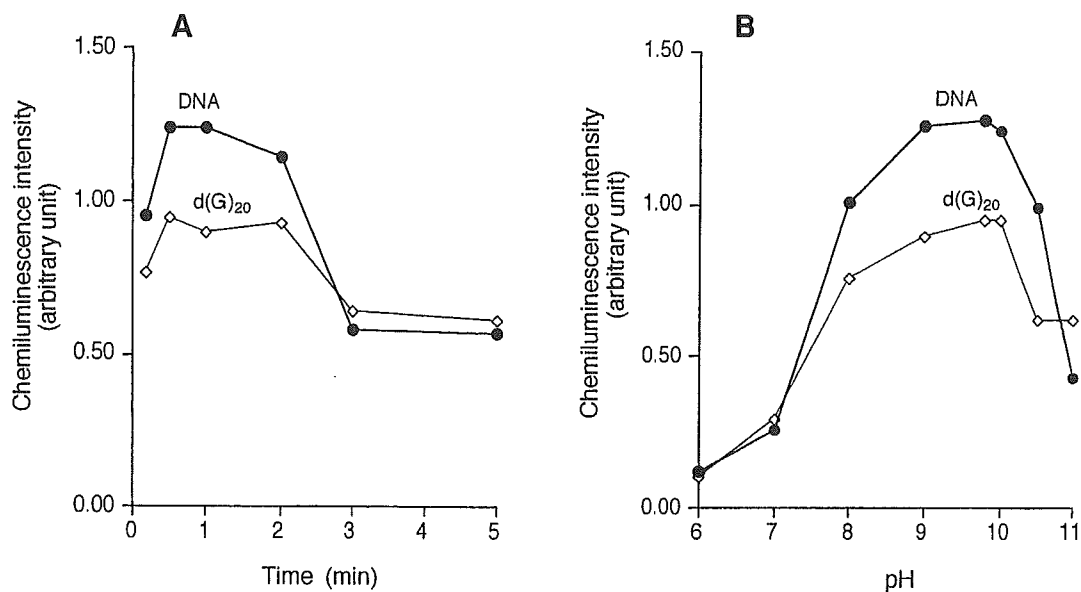 A
Chemiluminescence intensity
(arbitrary unit)
1.50
1.00
0.50
0.00
DNA
d(G)20
0 1 2 3 4 5
Time (min)
B
Chemiluminescence intensity
(arbitrary unit)
1.50
1.00
0.50
0.00
DNA
d(G)20
6 7 8 9 10 11
pH